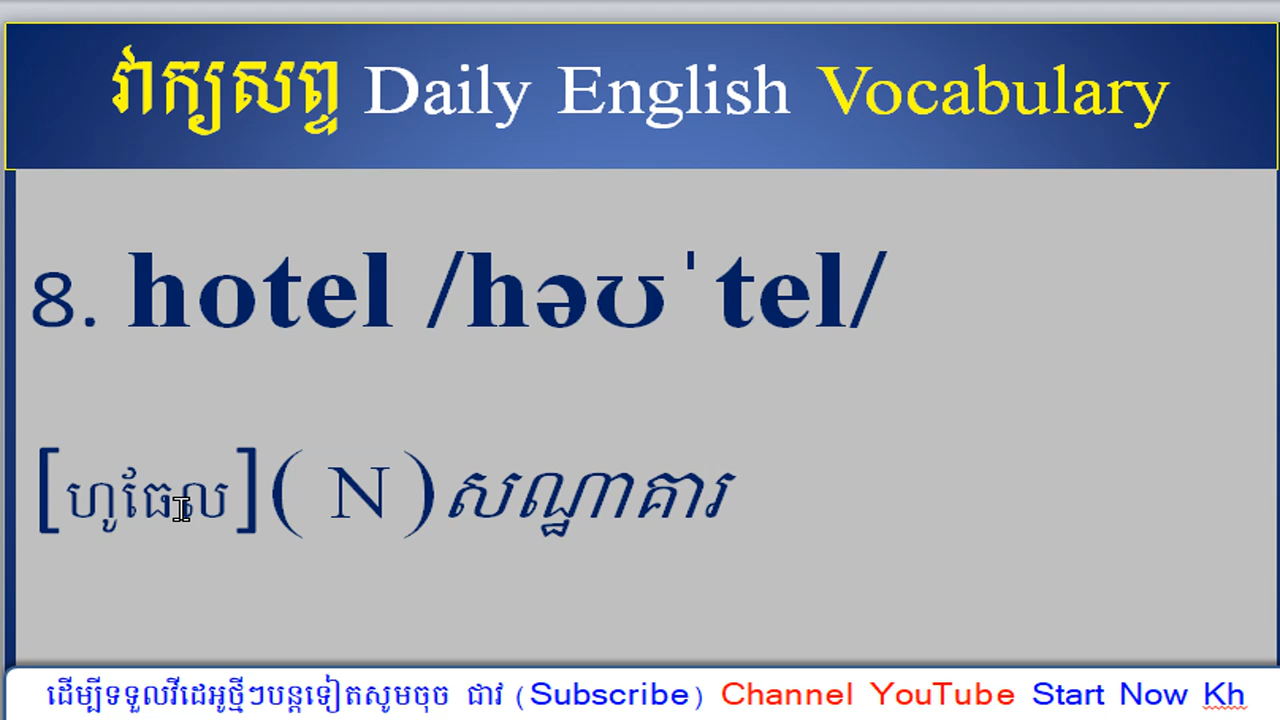 វាក្យសព្ទ Daily English Vocabulary
8. hotel /həʊˈtel/
[ហូថែល]( N )សណ្ឋាគារ
ដើម្បីទទួលវីដេអូថ្មីៗបន្តទៀតសូមចុច ជាវ (Subscribe) Channel YouTube Start Now Kh